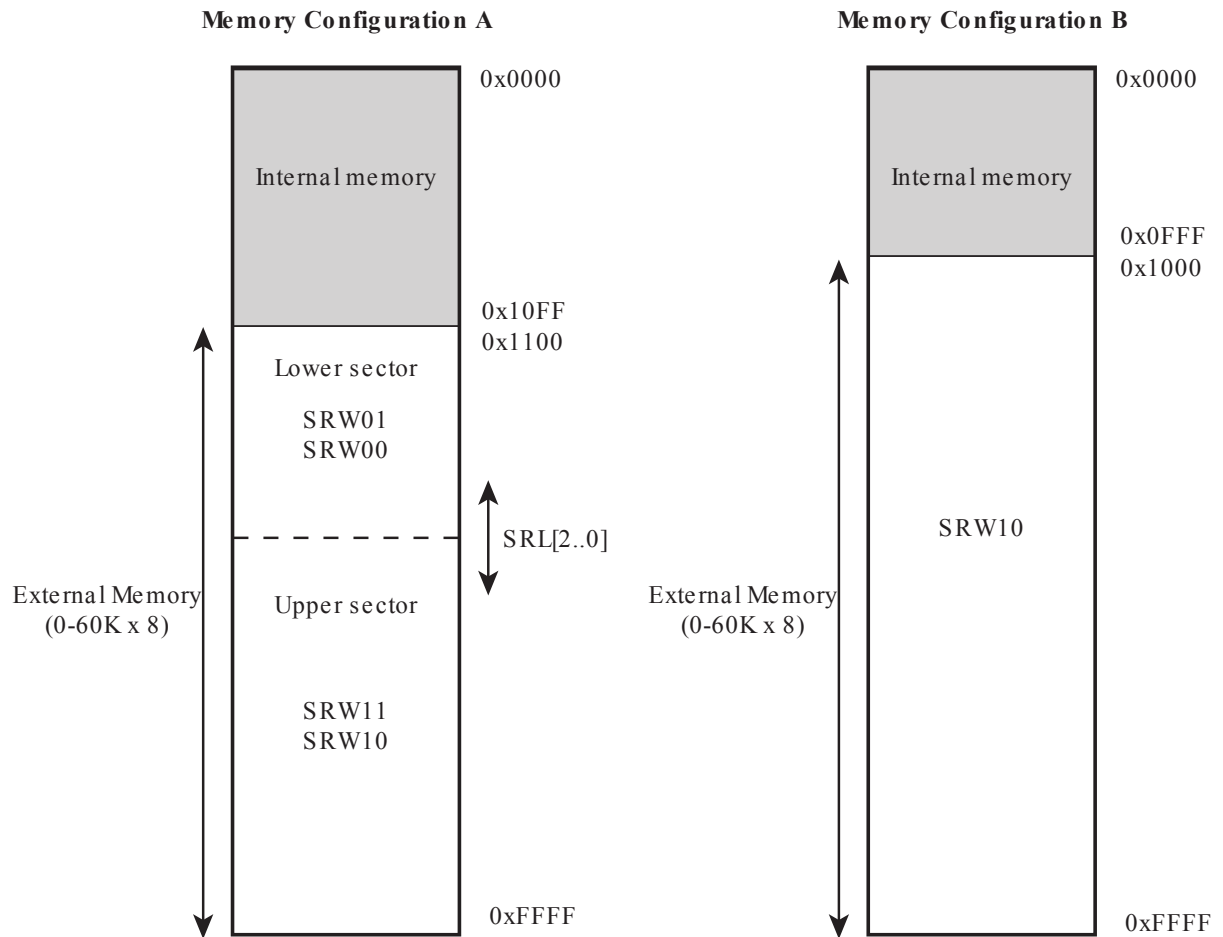 Memory Configuration A
0x0000
Internal memory
0x10FF
0x1100
Lower sector
SRW01
SRW00
SRL[2..0]
External Memory
(0-60K x 8)
Upper sector
SRW11
SRW10
0xFFFF
Memory Configuration B
0x0000
Internal memory
0x0FFF
0x1000
SRW10
External Memory
(0-60K x 8)
0xFFFF